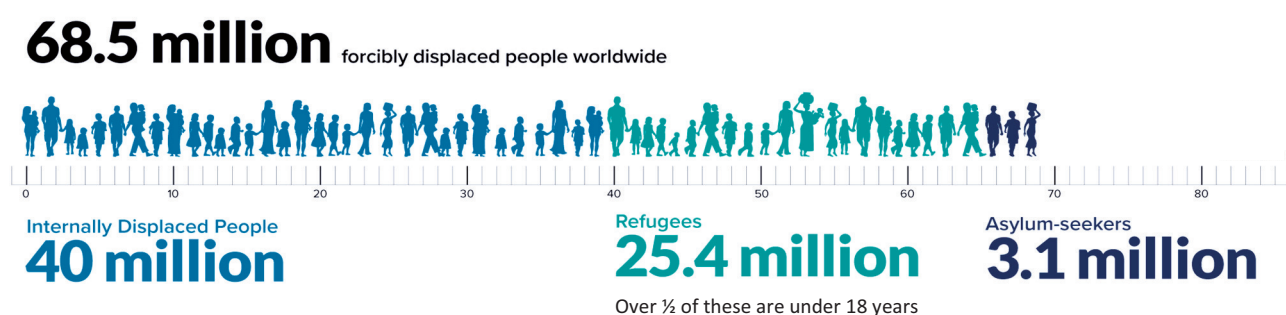 68.5 million forcibly displaced people worldwide
0 10 20 30 40 50 60 70 80
Internally Displaced People
40 million
Refugees
25.4 million
Over ½ of these are under 18 years
Asylum-seekers
3.1 million